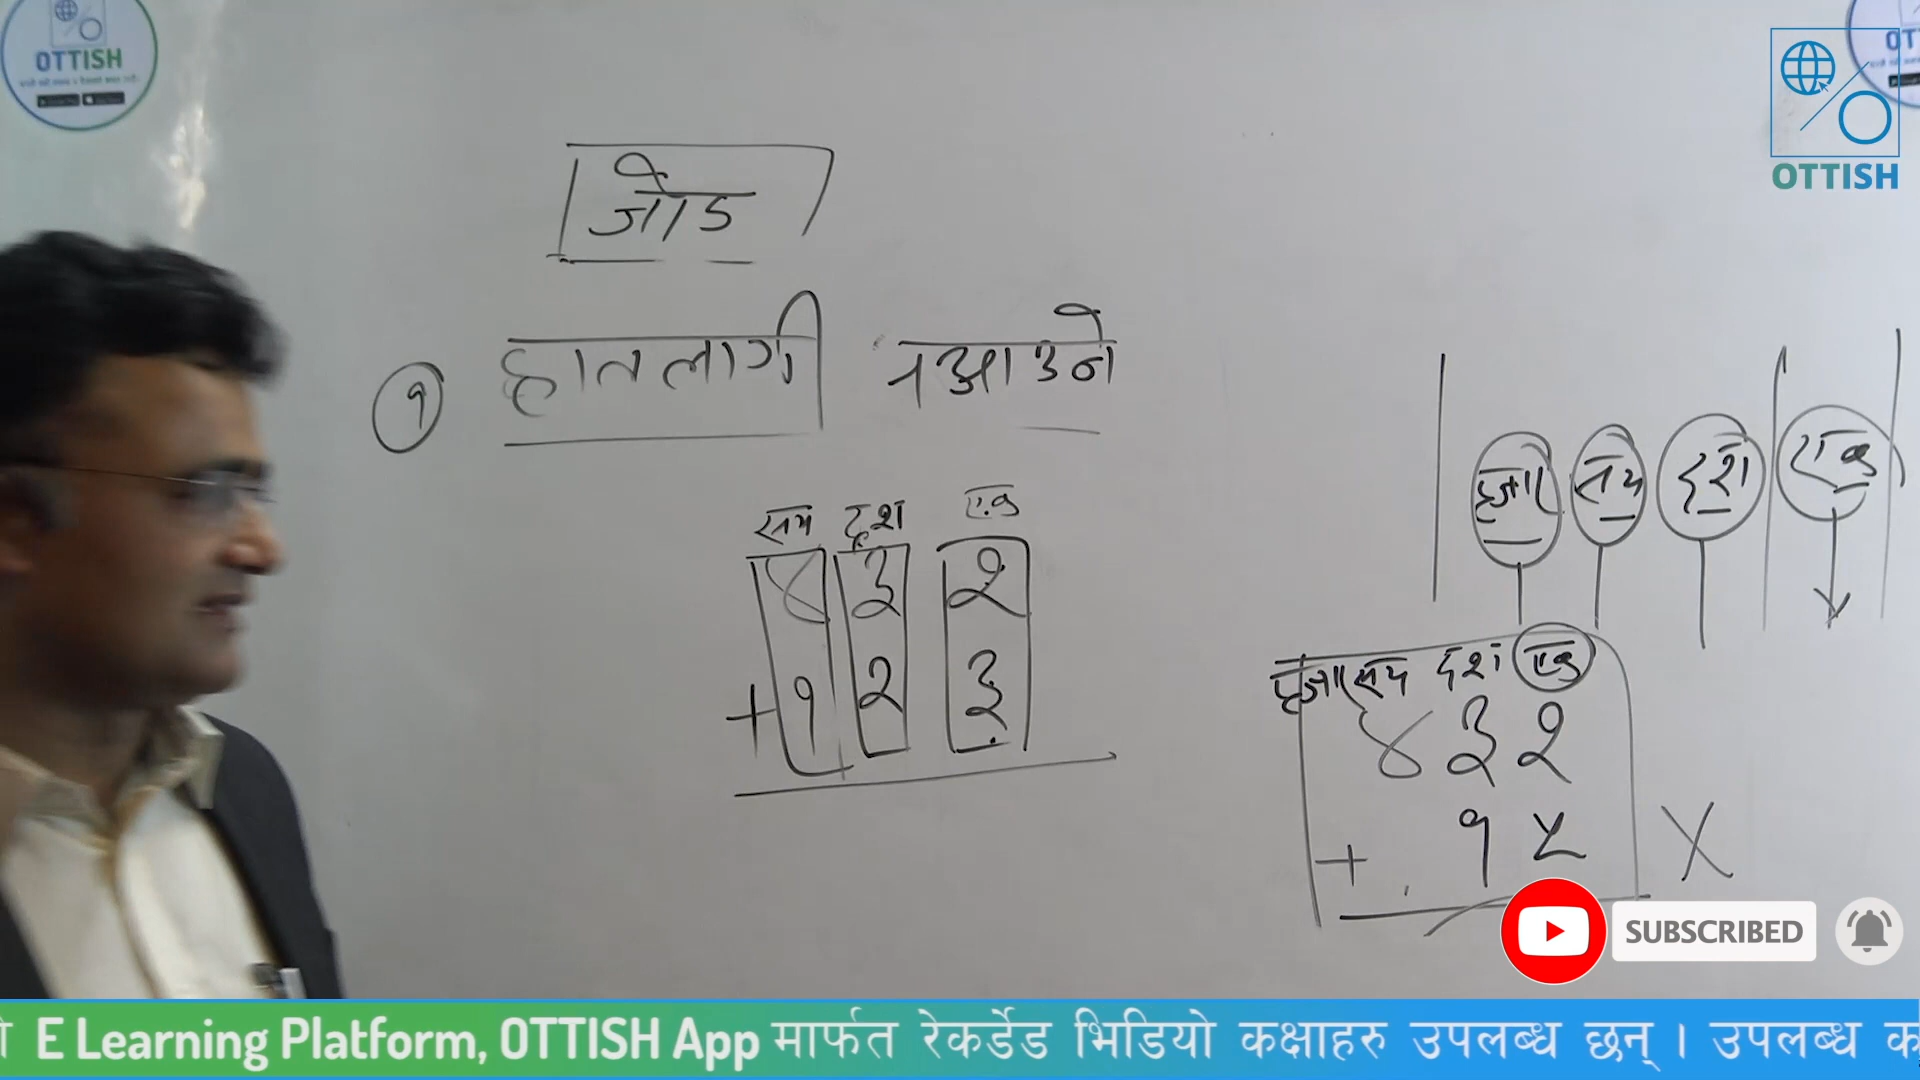 OTTISH
OTTISH
जोड
१ हातलागी नआउने
हजार सय दश एक
सय दश एक
४ ३ २
+ १ २ ३
हजार सय दश एक
४ ३ २
+ १ ५ X
SUBSCRIBED
E Learning Platform, OTTISH App मार्फत रेकर्डेड भिडियो कक्षाहरु उपलब्ध छन् । उपलब्ध